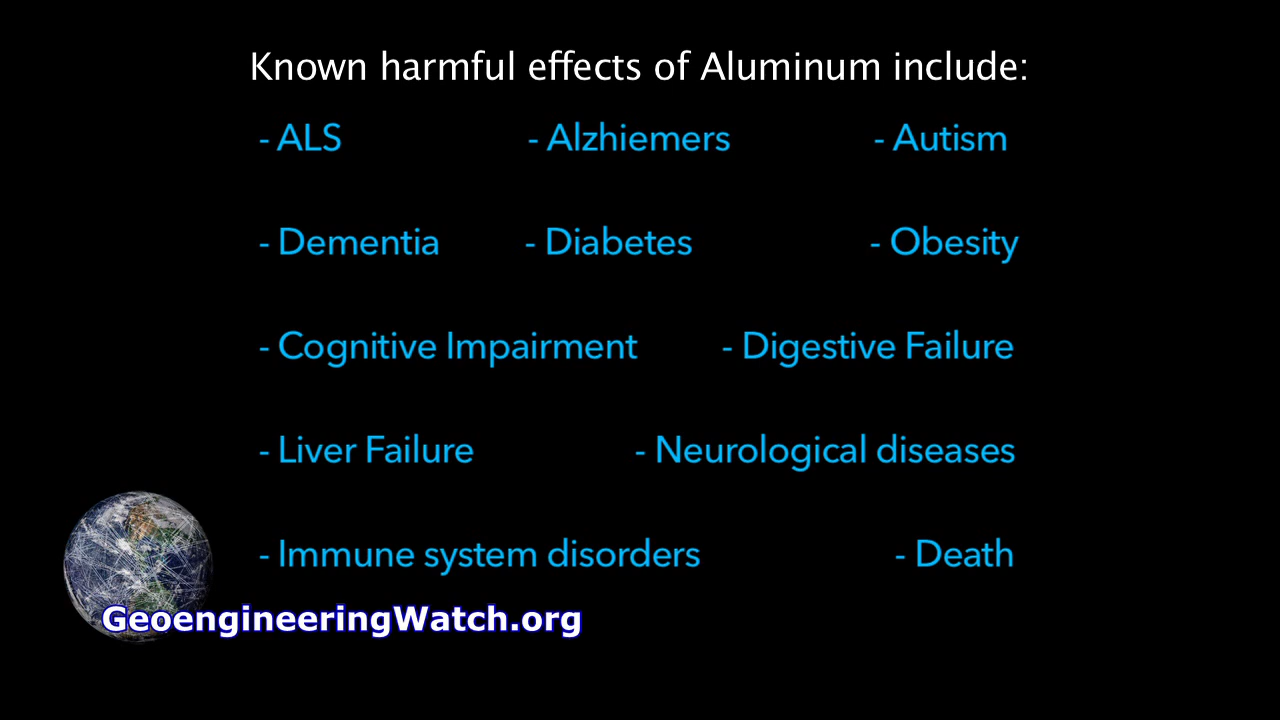 Known harmful effects of Aluminum include:
- ALS - Alzhiemers - Autism
- Dementia - Diabetes - Obesity
- Cognitive Impairment - Digestive Failure
- Liver Failure - Neurological diseases
- Immune system disorders - Death
GeoengineeringWatch.org